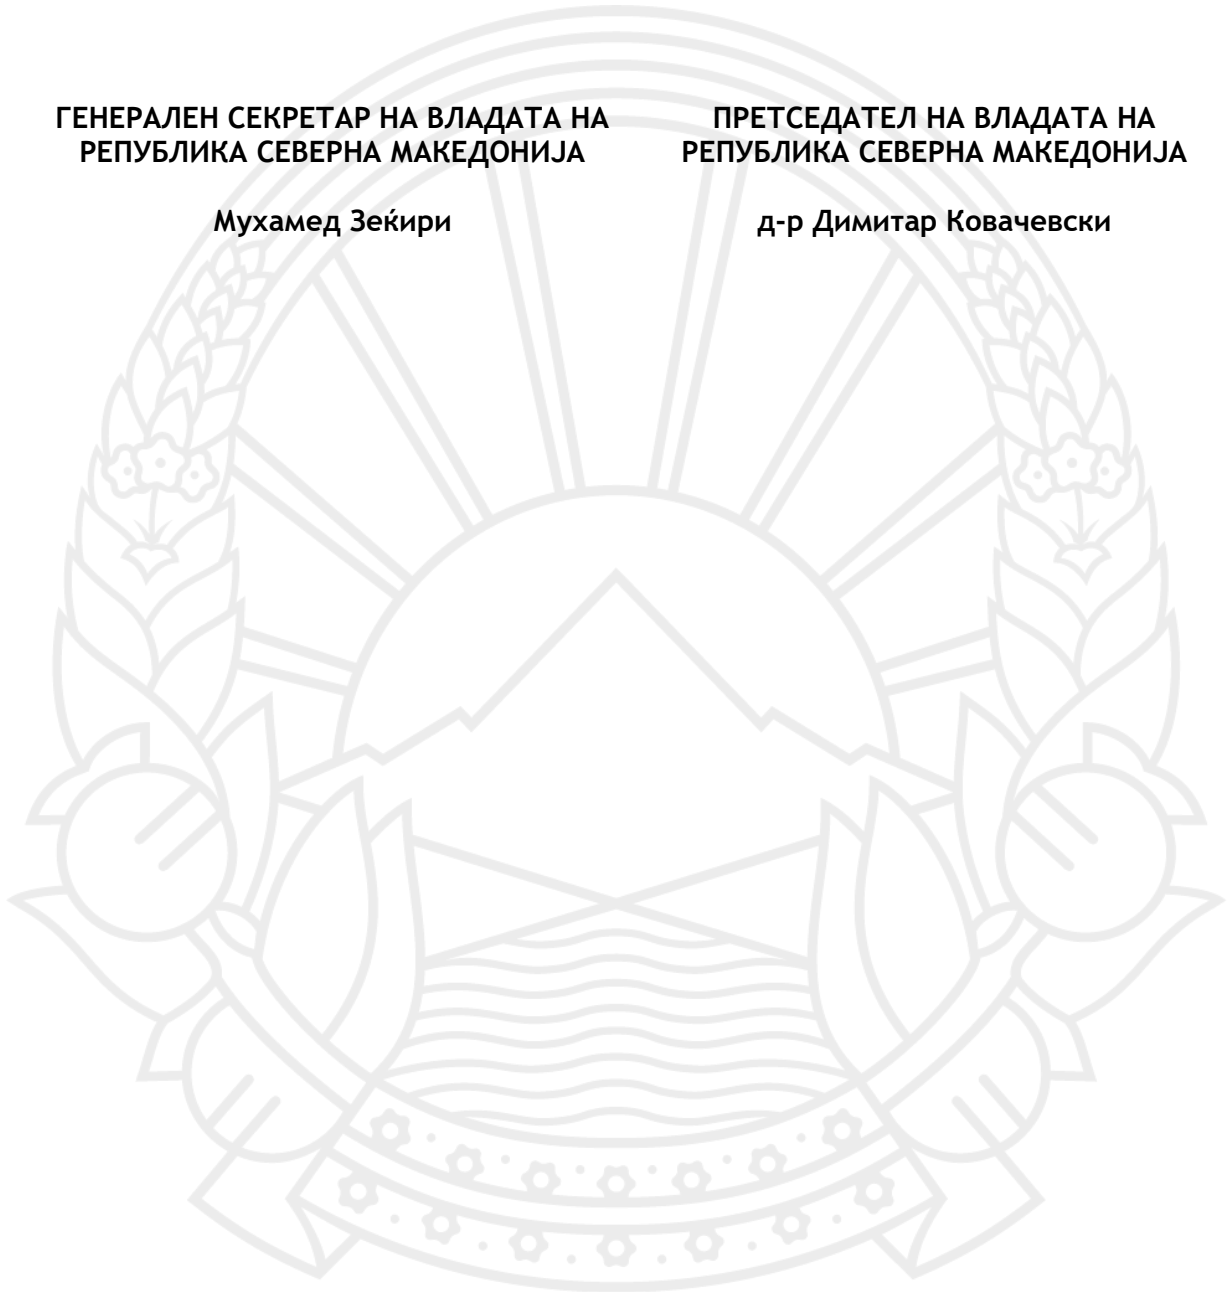 ГЕНЕРАЛЕН СЕКРЕТАР НА ВЛАДАТА НА
РЕПУБЛИКА СЕВЕРНА МАКЕДОНИЈА
Мухамед Зеќири
ПРЕТСЕДАТЕЛ НА ВЛАДАТА НА
РЕПУБЛИКА СЕВЕРНА МАКЕДОНИЈА
д-р Димитар Ковачевски